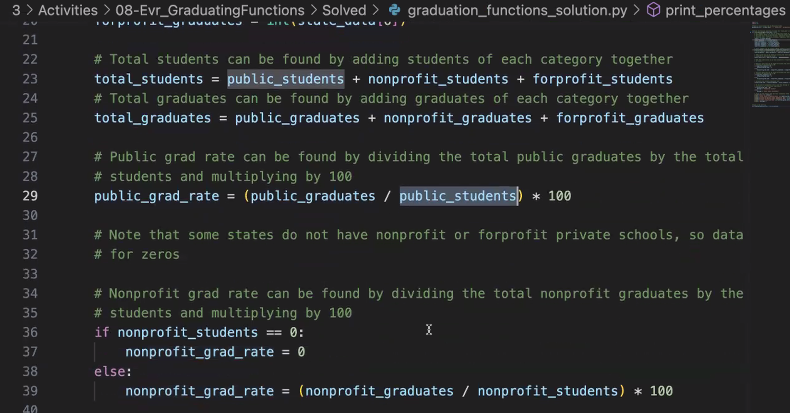 3 > Activities > 08-Evr_GraduatingFunctions > Solved > graduation_functions_solution.py > print_percentages
20 forprofit_graduates = int(state_data[6])
21
22 # Total students can be found by adding students of each category together
23 total_students = public_students + nonprofit_students + forprofit_students
24 # Total graduates can be found by adding graduates of each category together
25 total_graduates = public_graduates + nonprofit_graduates + forprofit_graduates
26
27 # Public grad rate can be found by dividing the total public graduates by the total
28 # students and multiplying by 100
29 public_grad_rate = (public_graduates / public_students) * 100
30
31 # Note that some states do not have nonprofit or forprofit private schools, so data
32 # for zeros
33
34 # Nonprofit grad rate can be found by dividing the total nonprofit graduates by the
35 # students and multiplying by 100
36 if nonprofit_students == 0:
37 nonprofit_grad_rate = 0
38 else:
39 nonprofit_grad_rate = (nonprofit_graduates / nonprofit_students) * 100
40